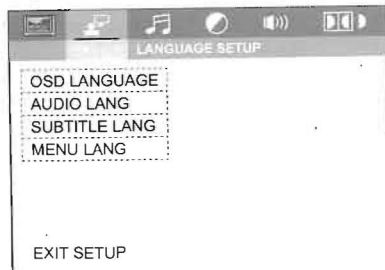 LANGUAGE SETUP
OSD LANGUAGE
AUDIO LANG
SUBTITLE LANG
MENU LANG
EXIT SETUP